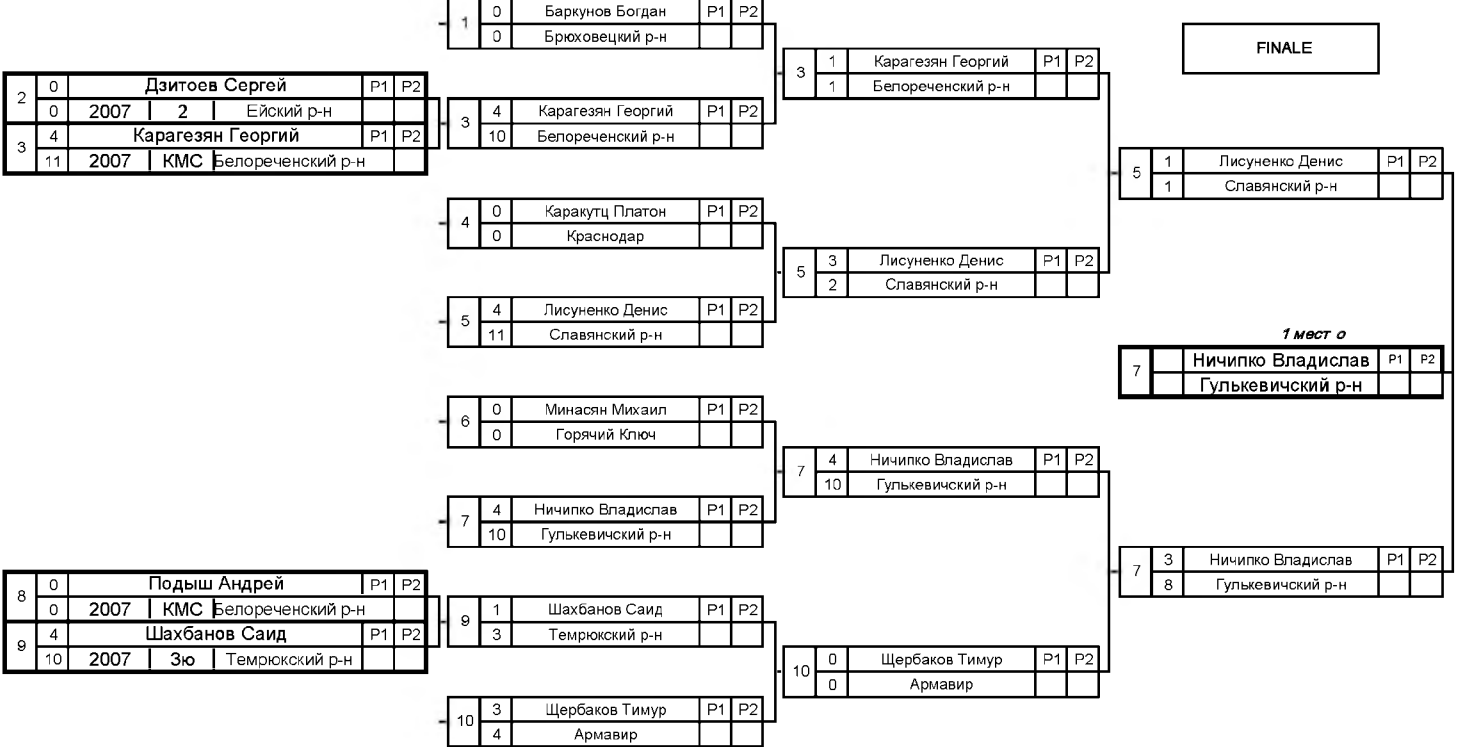 1 0 Баркунов Богдан P1 P2
0 Брюховецкий р-н
FINALE
3 1 Карагезян Георгий P1 P2
1 Белореченский р-н
2 0 Дзитоев Сергей P1 P2
0 2007 2 Ейский р-н
3 4 Карагезян Георгий P1 P2
11 2007 КМС Белореченский р-н
3 4 Карагезян Георгий P1 P2
10 Белореченский р-н
5 1 Лисуненко Денис P1 P2
1 Славянский р-н
4 0 Каракутц Платон P1 P2
0 Краснодар
5 3 Лисуненко Денис P1 P2
2 Славянский р-н
5 4 Лисуненко Денис P1 P2
11 Славянский р-н
1 мест о
7 Ничипко Владислав P1 P2
Гулькевичский р-н
6 0 Минасян Михаил P1 P2
0 Горячий Ключ
7 4 Ничипко Владислав P1 P2
10 Гулькевичский р-н
7 4 Ничипко Владислав P1 P2
10 Гулькевичский р-н
7 3 Ничипко Владислав P1 P2
8 Гулькевичский р-н
8 0 Подыш Андрей P1 P2
0 2007 КМС Белореченский р-н
9 4 Шахбанов Саид P1 P2
10 2007 3ю Темрюкский р-н
9 1 Шахбанов Саид P1 P2
3 Темрюкский р-н
10 0 Щербаков Тимур P1 P2
0 Армавир
10 3 Щербаков Тимур P1 P2
4 Армавир